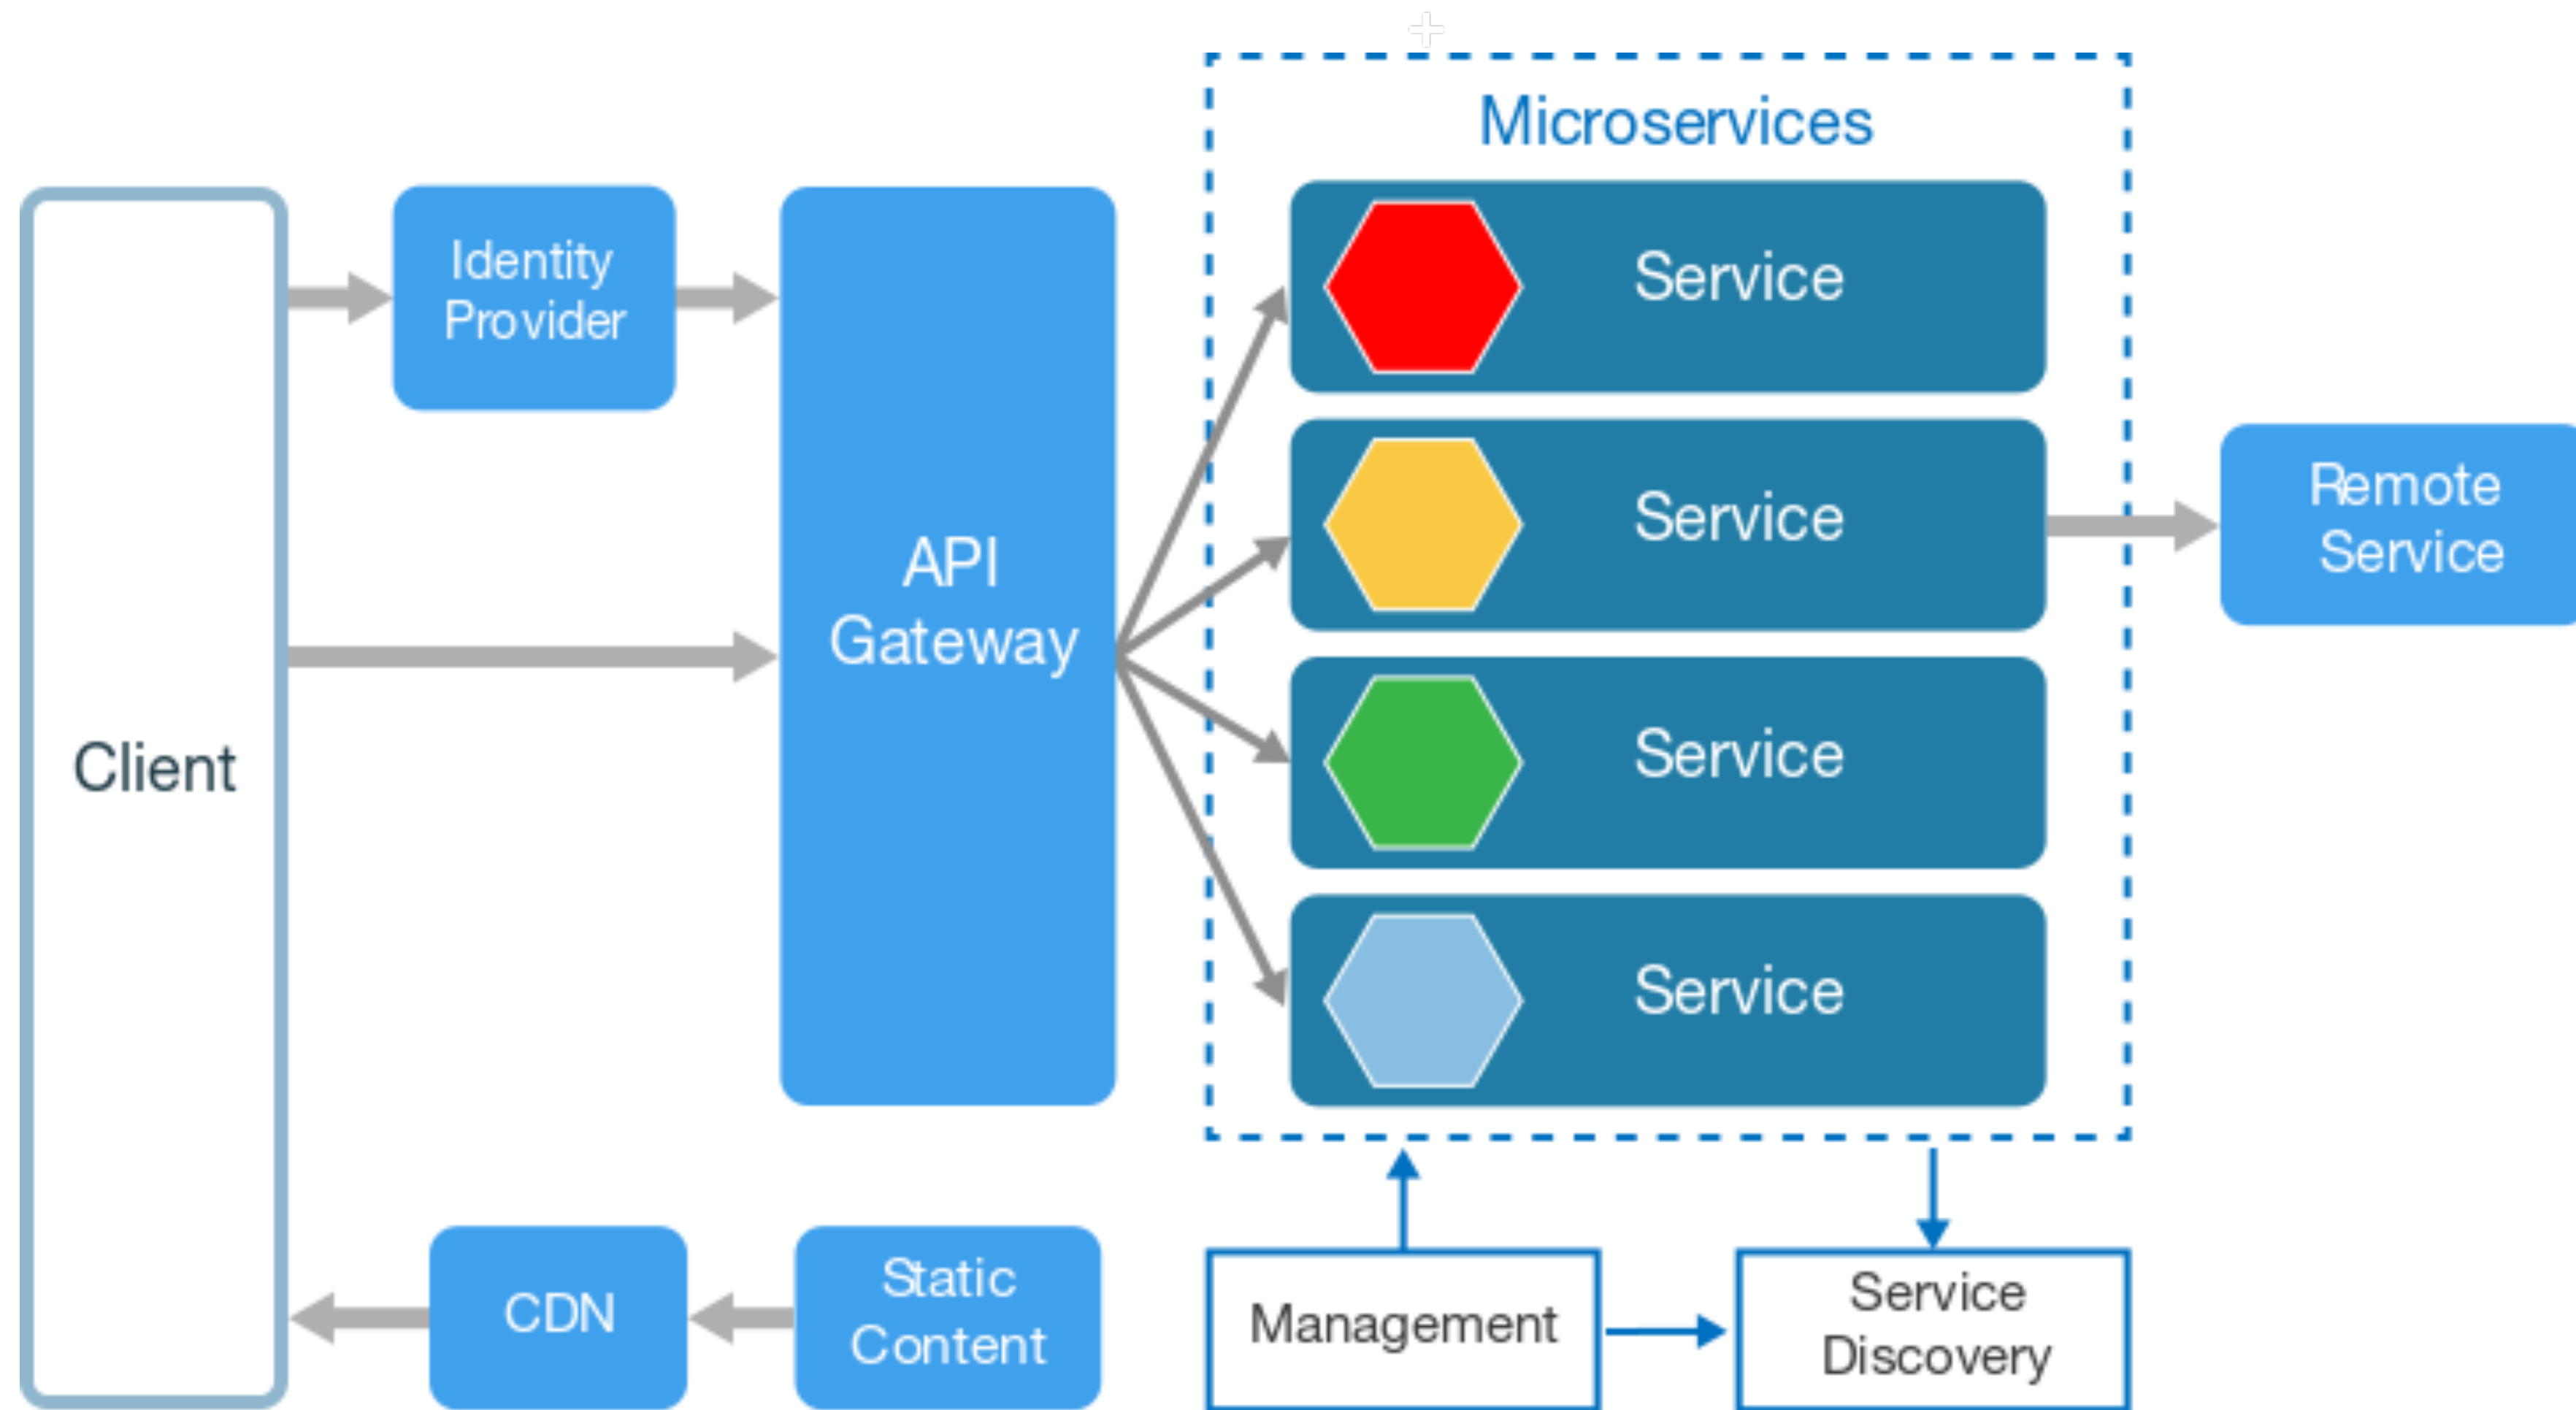 Microservices
Identity
Provider
Service
Service
Remote
Service
API
Gateway
Client
Service
Service
CDN
Static
Content
Management
Service
Discovery